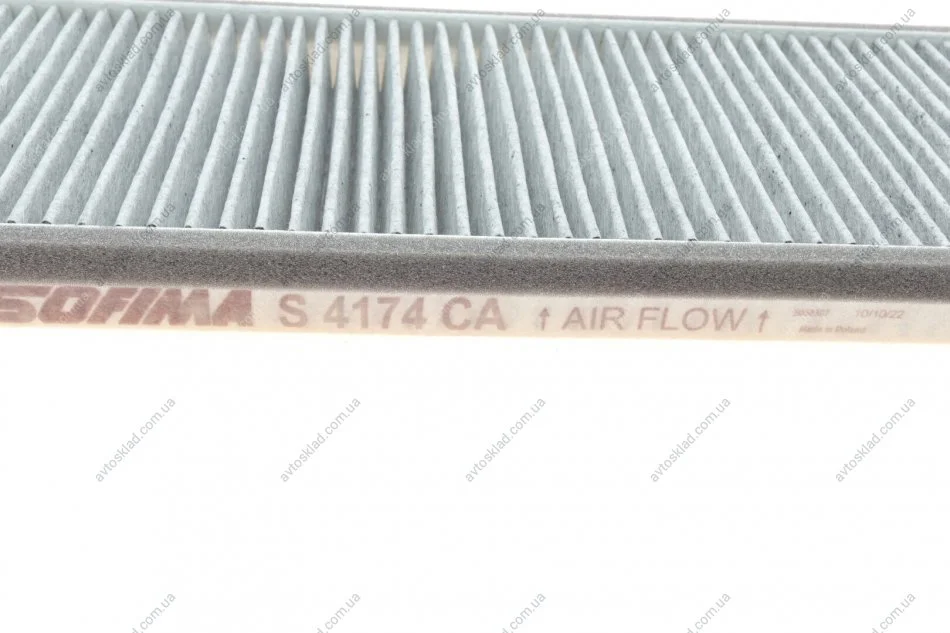 SOFIMA S 4174 CA ↑ AIR FLOW ↑ 10/10/22
Made in Poland
avtosklad.com.ua